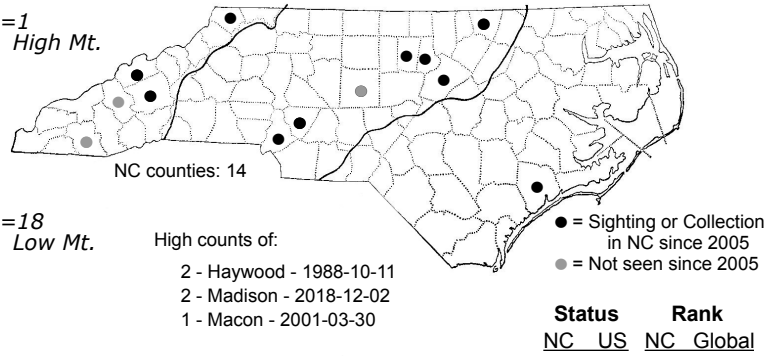 =1
High Mt.
NC counties: 14
=18
Low Mt.
High counts of:
2 - Haywood - 1988-10-11
2 - Madison - 2018-12-02
1 - Macon - 2001-03-30
= Sighting or Collection
in NC since 2005
= Not seen since 2005
Status Rank
NC US NC Global